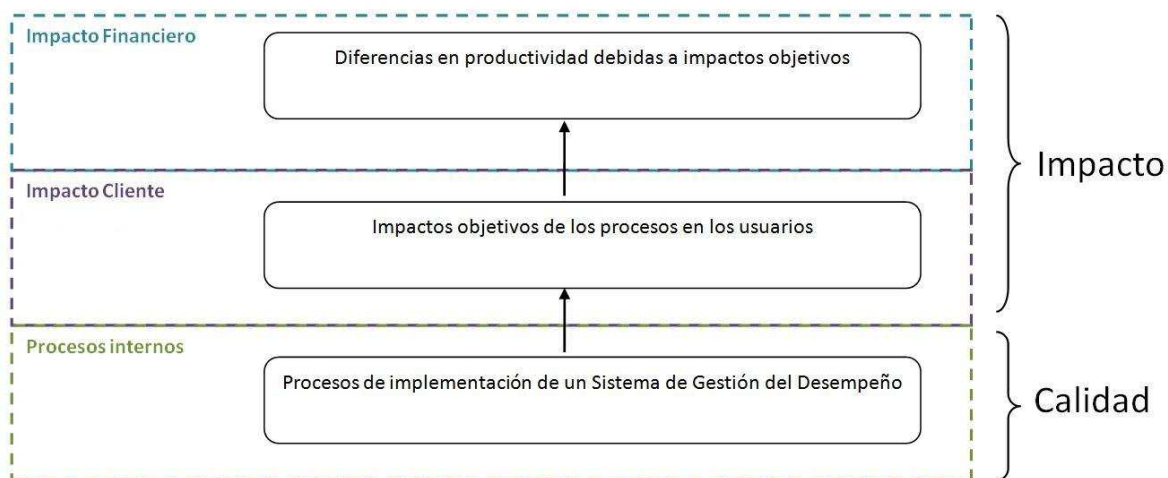 Impacto Financiero
Diferencias en productividad debidas a impactos objetivos
Impacto
Impacto Cliente
Impactos objetivos de los procesos en los usuarios
Procesos internos
Procesos de implementación de un Sistema de Gestión del Desempeño
Calidad